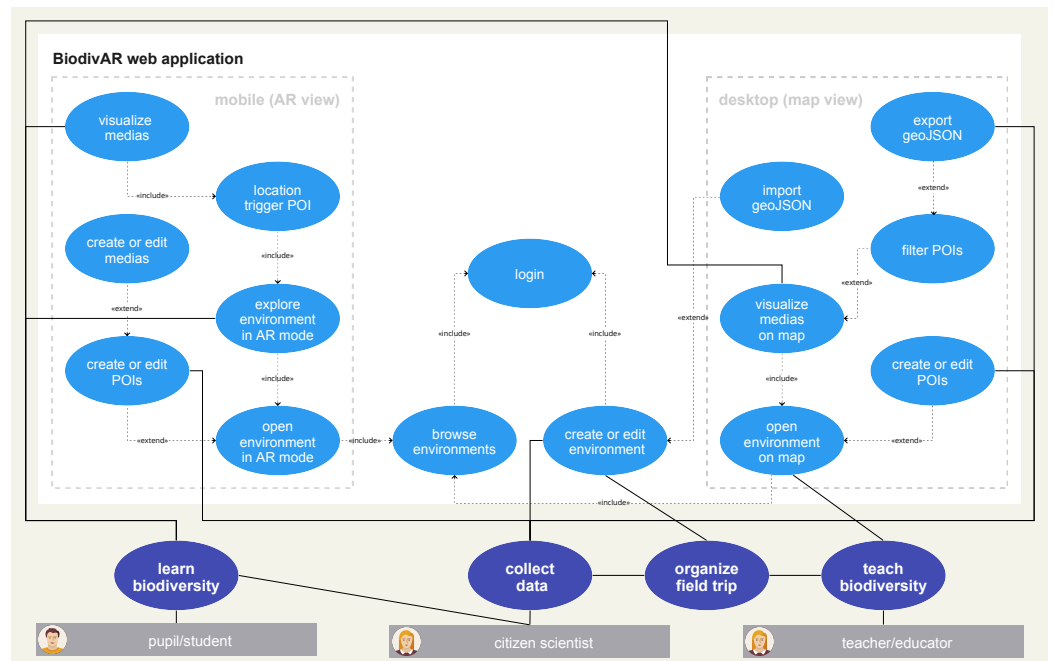 BiodivAR web application
mobile (AR view)
desktop (map view)
visualize
medias
export
geoJSON
«include»
location
trigger POI
import
geoJSON
«extend»
create or edit
medias
«include»
login
filter POIs
«extend»
«extend»
explore
environment
in AR mode
«include»
«include»
«extend»
visualize
medias
on map
create or edit
POIs
«include»
«include»
create or edit
POIs
«extend»
open
environment
in AR mode
«include»
browse
environments
create or edit
environment
open
environment
on map
«extend»
«include»
learn
biodiversity
collect
data
organize
field trip
teach
biodiversity
pupil/student
citizen scientist
teacher/educator